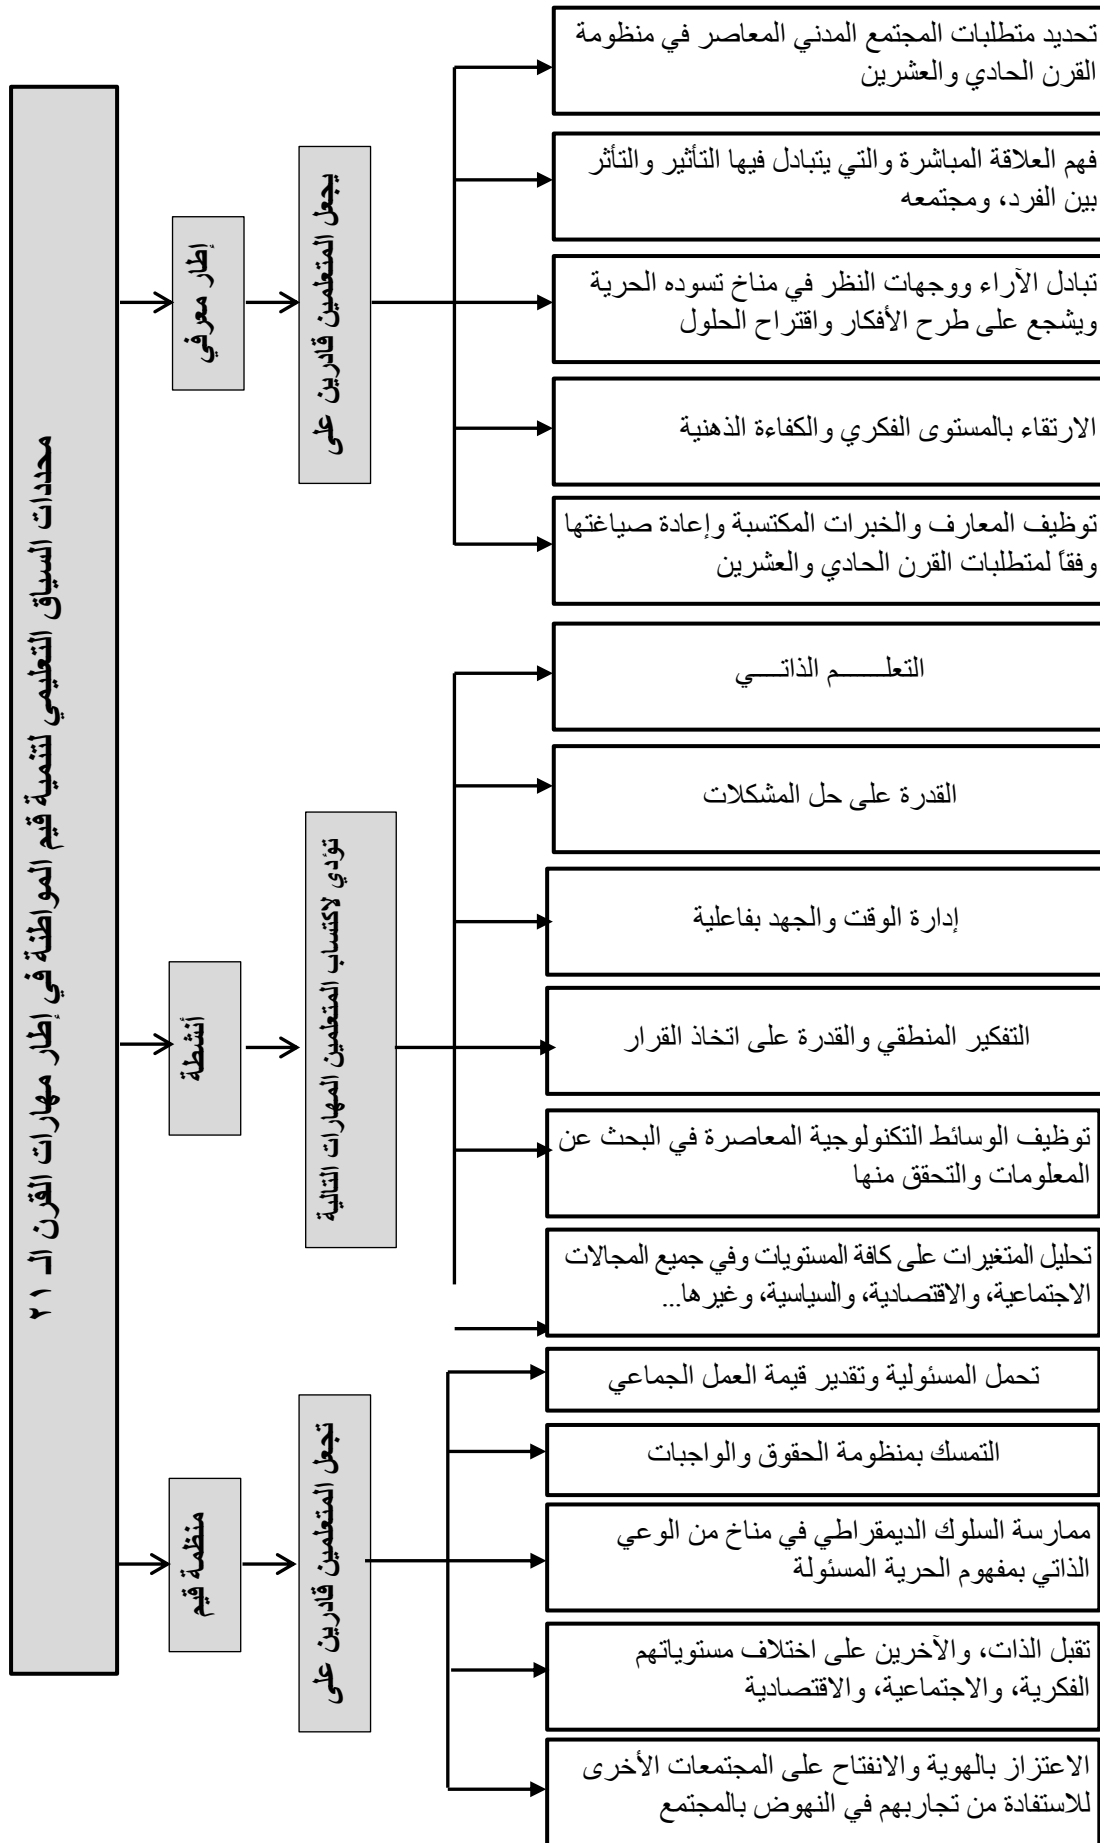 محددات السياق التعليمي لتنمية قيم المواطنة في إطار مهارات القرن الـ ٢١
إطار معرفي
يجعل المتعلمين قادرين على
تحديد متطلبات المجتمع المدني المعاصر في منظومة
القرن الحادي والعشرين
فهم العلاقة المباشرة والتي يتبادل فيها التأثير والتأثر
بين الفرد، ومجتمعه
تبادل الآراء ووجهات النظر في مناخ تسوده الحرية
ويشجع على طرح الأفكار واقتراح الحلول
الارتقاء بالمستوى الفكري والكفاءة الذهنية
توظيف المعارف والخبرات المكتسبة وإعادة صياغتها
وفقاً لمتطلبات القرن الحادي والعشرين
أنشطة
تؤدي لاكتساب المتعلمين المهارات التالية
التعلـــــــم الذاتـــــي
القدرة على حل المشكلات
إدارة الوقت والجهد بفاعلية
التفكير المنطقي والقدرة على اتخاذ القرار
توظيف الوسائط التكنولوجية المعاصرة في البحث عن
المعلومات والتحقق منها
تحليل المتغيرات على كافة المستويات وفي جميع المجالات
الاجتماعية، والاقتصادية، والسياسية، وغيرها...
منظمة قيم
تجعل المتعلمين قادرين على
تحمل المسئولية وتقدير قيمة العمل الجماعي
التمسك بمنظومة الحقوق والواجبات
ممارسة السلوك الديمقراطي في مناخ من الوعي
الذاتي بمفهوم الحرية المسئولة
تقبل الذات، والآخرين على اختلاف مستوياتهم
الفكرية، والاجتماعية، والاقتصادية
الاعتزاز بالهوية والانفتاح على المجتمعات الأخرى
للاستفادة من تجاربهم في النهوض بالمجتمع